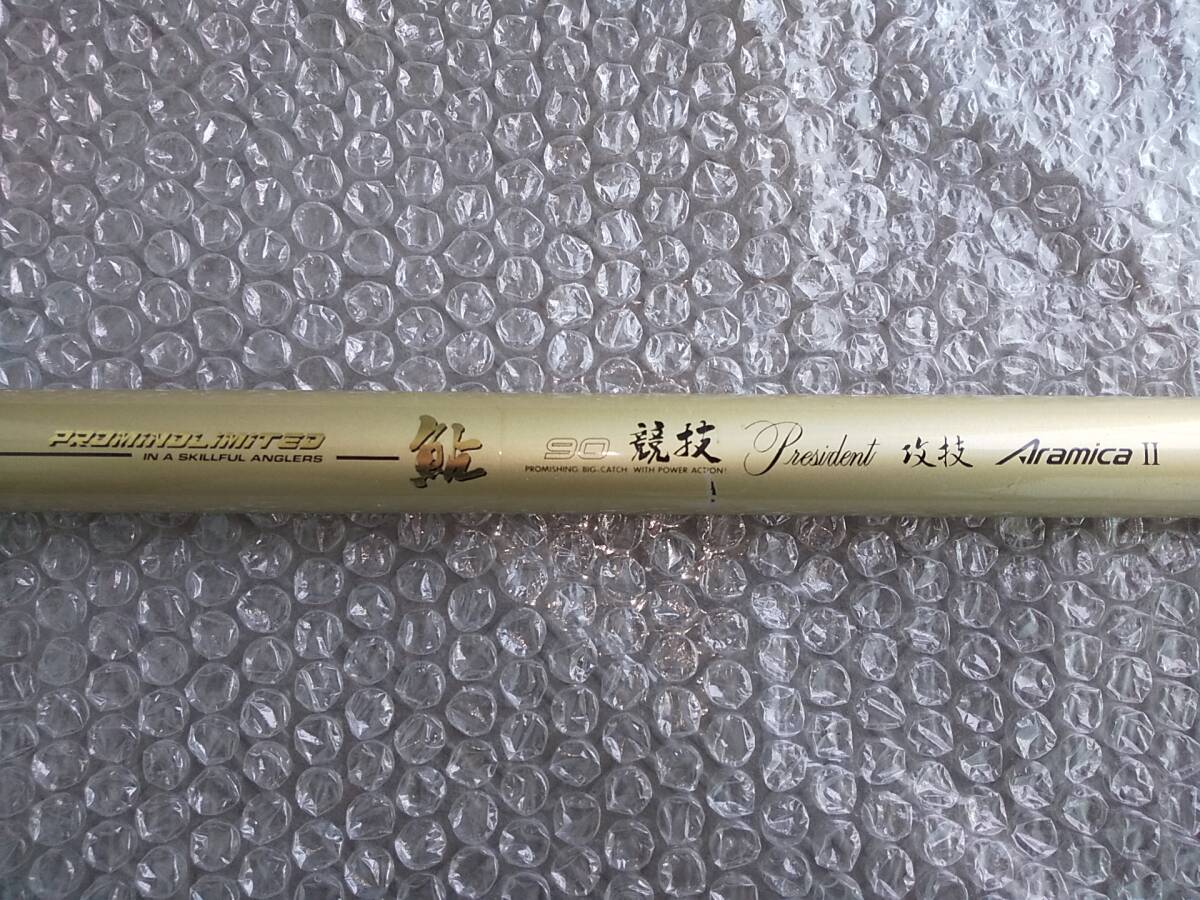 PROMINOLIMITED
IN A SKILLFUL ANGLERS
鮎
90 競技
PROMISHING BIG-CATCH WITH POWER ACTION!
President 攻技 Aramica II